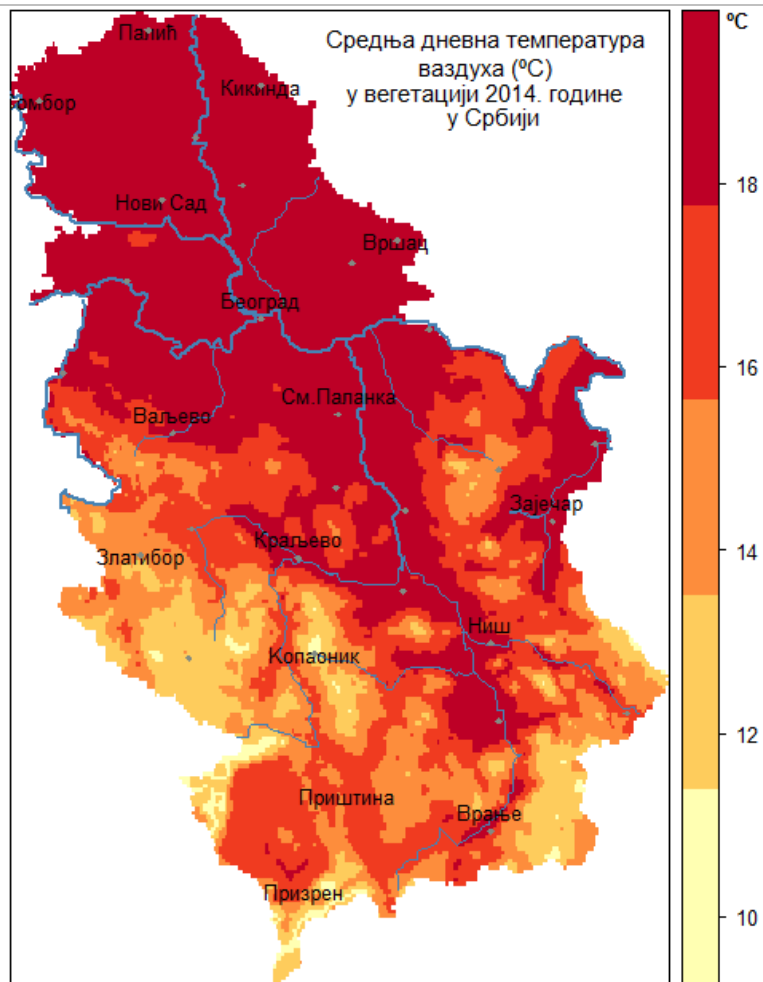 Средња дневна температура
ваздуха (ºC)
у вегетацији 2014. године
у Србији
ºC
Палић
Кикинда
омбор
Нови Сад
Вршац
Београд
См.Паланка
Ваљево
Зајечар
Краљево
Златибор
Ниш
Копаоник
Приштина
Врање
Призрен
18
16
14
12
10